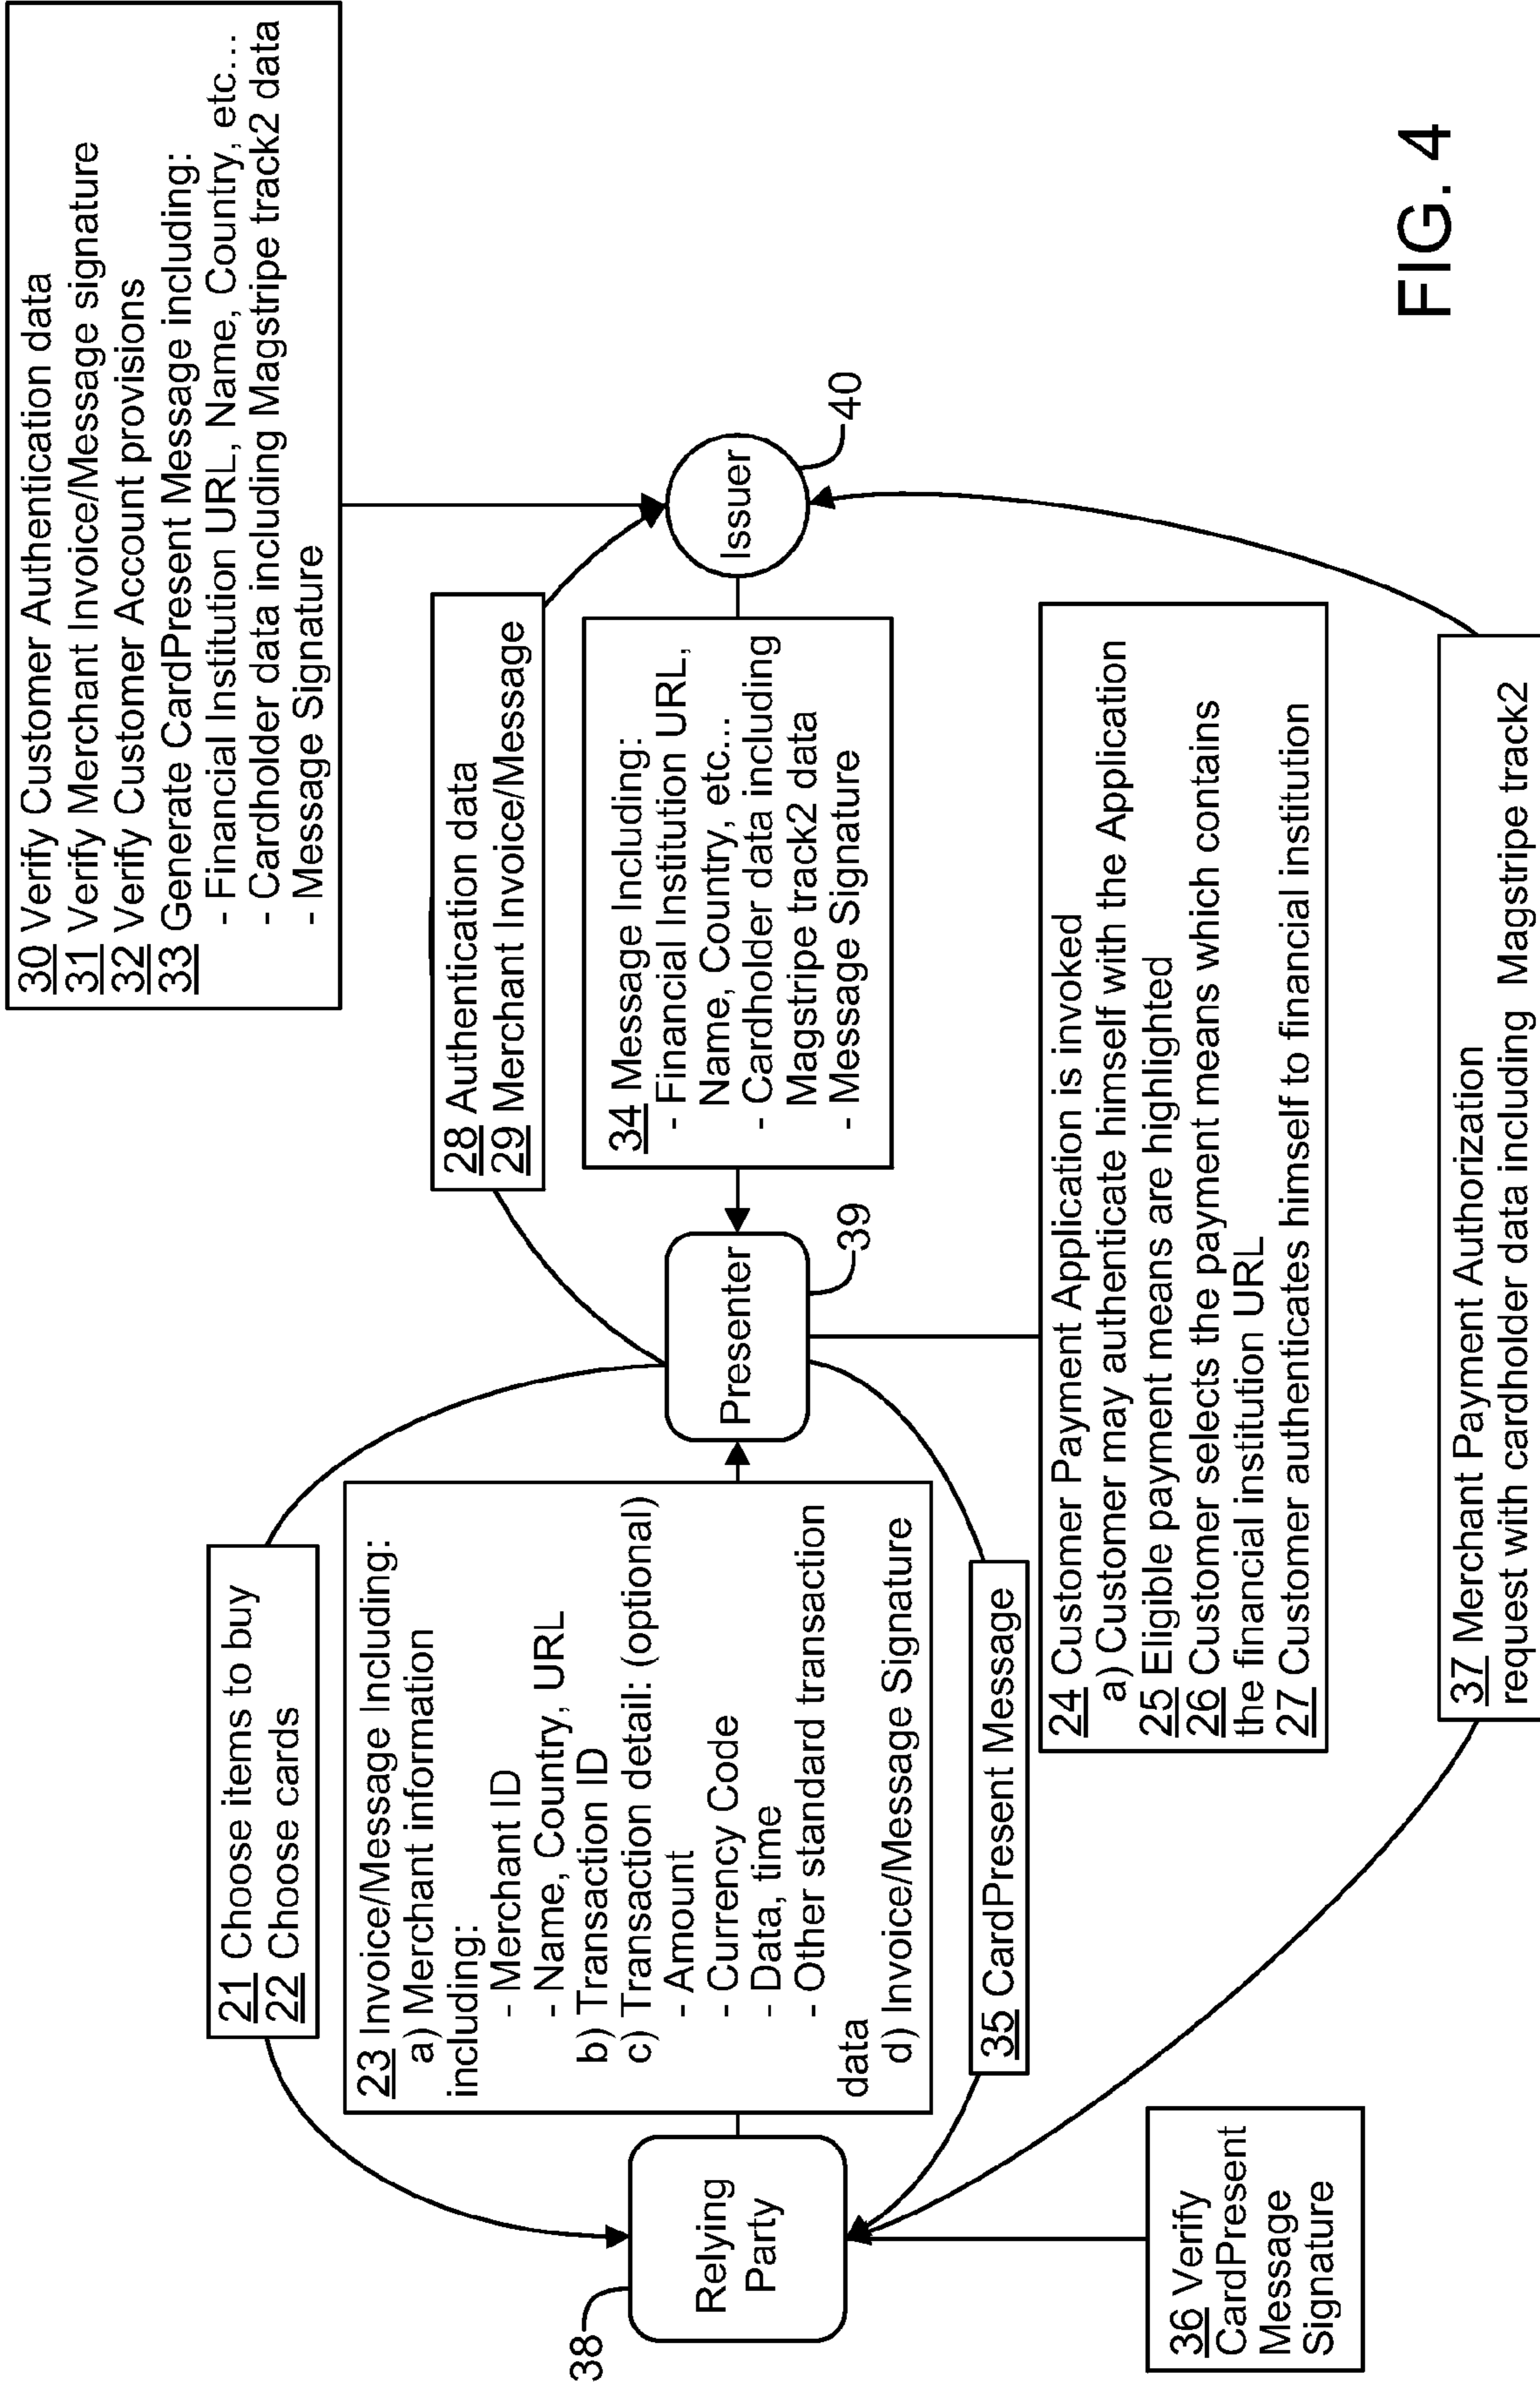 30 Verify Customer Authentication data
31 Verify Merchant Invoice/Message signature
32 Verify Customer Account provisions
33 Generate CardPresent Message including:
- Financial Institution URL, Name, Country, etc...
- Cardholder data including Magstripe track2 data
- Message Signature
21 Choose items to buy
22 Choose cards
28 Authentication data
29 Merchant Invoice/Message
23 Invoice/Message Including:
a) Merchant information
including:
- Merchant ID
- Name, Country, URL
b) Transaction ID
c) Transaction detail: (optional)
- Amount
- Currency Code
- Data, time
- Other standard transaction
data
d) Invoice/Message Signature
34 Message Including:
- Financial Institution URL,
Name, Country, etc...
- Cardholder data including
Magstripe track2 data
- Message Signature
38
Relying
Party
Presenter
39
Issuer
40
35 CardPresent Message
24 Customer Payment Application is invoked
a) Customer may authenticate himself with the Application
25 Eligible payment means are highlighted
26 Customer selects the payment means which contains
the financial institution URL
27 Customer authenticates himself to financial institution
36 Verify
CardPresent
Message
Signature
37 Merchant Payment Authorization
request with cardholder data including Magstripe track2
FIG. 4